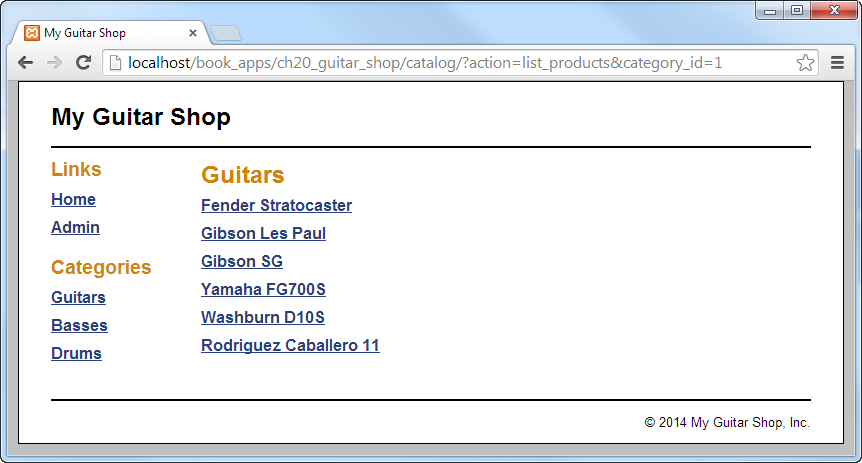 My Guitar Shop
localhost/book_apps/ch20_guitar_shop/catalog/?action=list_products&category_id=1
My Guitar Shop
Links
Home
Admin
Categories
Guitars
Basses
Drums
Guitars
Fender Stratocaster
Gibson Les Paul
Gibson SG
Yamaha FG700S
Washburn D10S
Rodriguez Caballero 11
© 2014 My Guitar Shop, Inc.